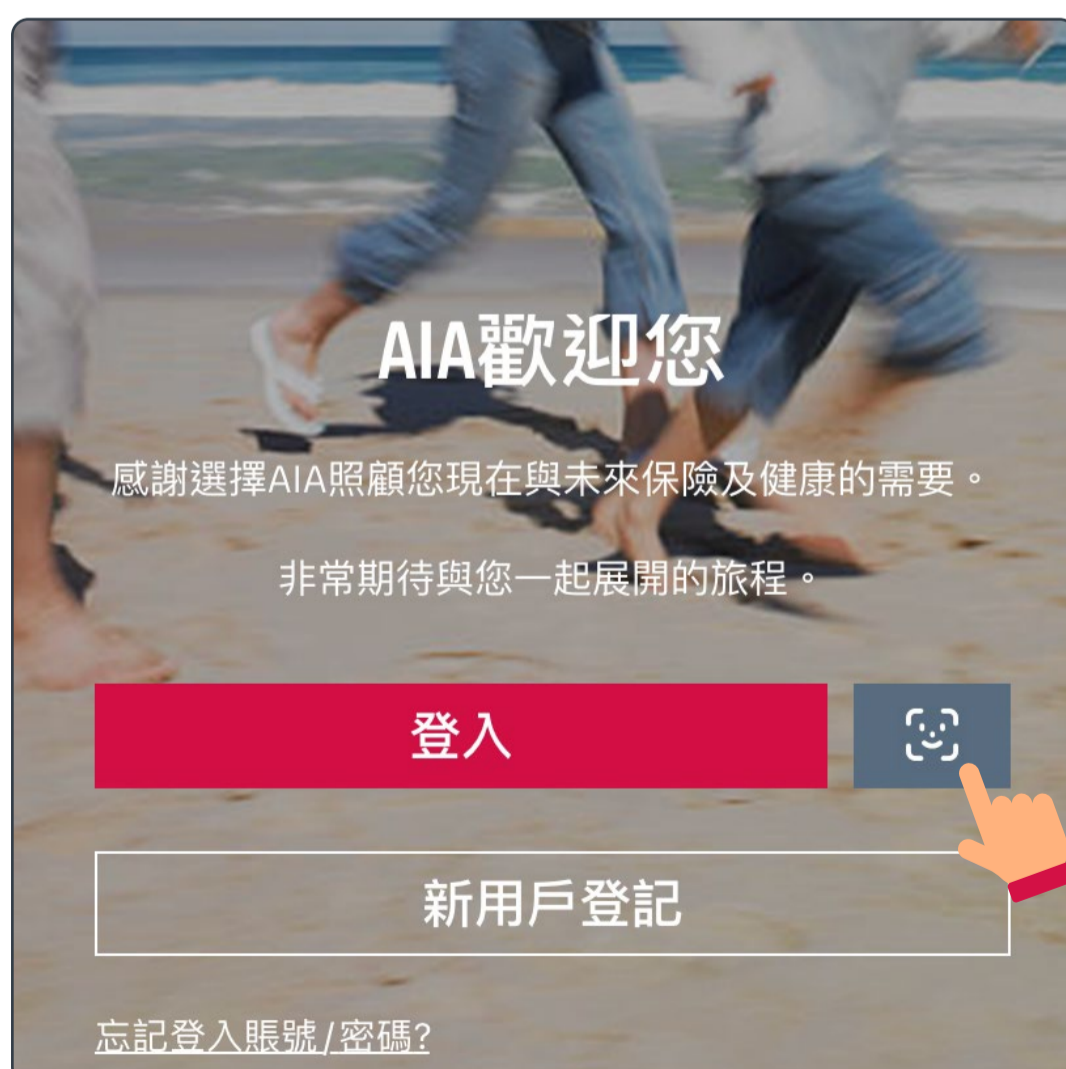 AIA歡迎您
感謝選擇AIA照顧您現在與未來保險及健康的需要。
非常期待與您一起展開的旅程。
登入
新用戶登記
忘記登入賬號/密碼?